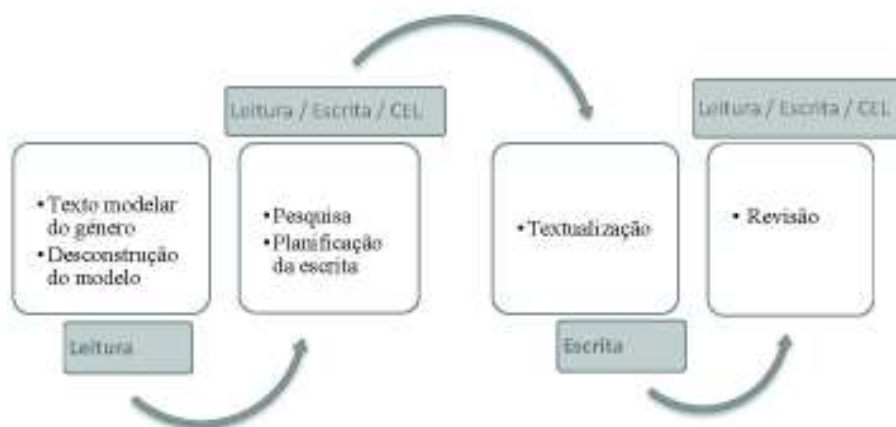 Leitura / Escrita / CEL
Leitura / Escrita / CEL
• Texto modelar
do género
• Desconstrução
do modelo
• Pesquisa
• Planificação
da escrita
• Textualização
• Revisão
Leitura
Escrita